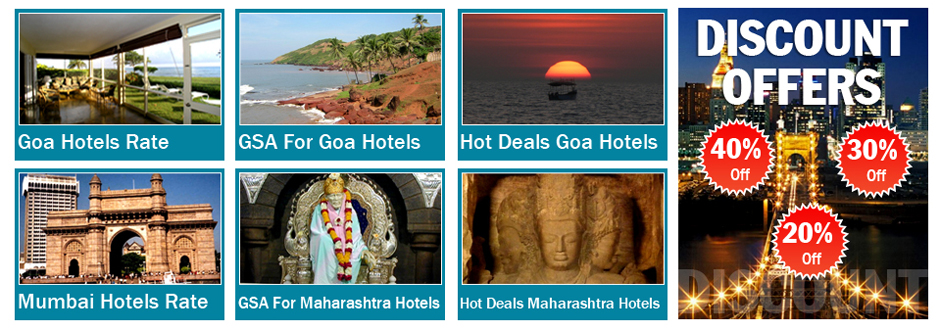 Goa Hotels Rate
GSA For Goa Hotels
Hot Deals Goa Hotels
Mumbai Hotels Rate
GSA For Maharashtra Hotels
Hot Deals Maharashtra Hotels
DISCOUNT
OFFERS
40%
Off
30%
Off
20%
Off
DISCOUNT